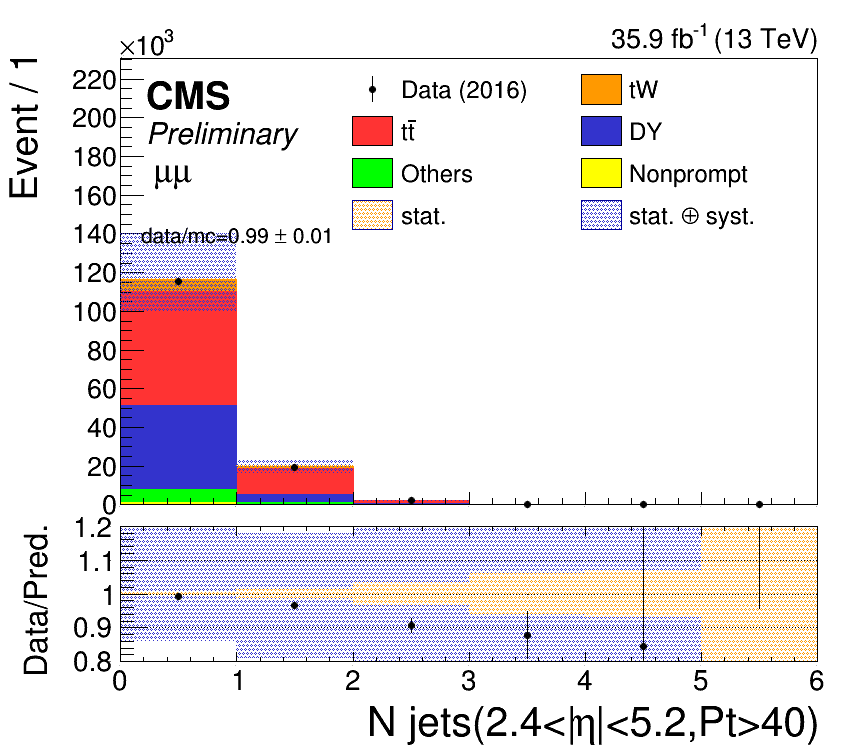 ×10³
35.9 fb⁻¹ (13 TeV)
Event / 1
220
200
180
160
140
120
100
80
60
40
20
0
CMS
Preliminary
μμ
data/mc=0.99 ± 0.01
Data (2016)
tW
tt̄
DY
Others
Nonprompt
stat.
stat. ⊕ syst.
Data/Pred.
1.2
1.1
1
0.9
0.8
0 1 2 3 4 5 6
N jets(2.4<|η|<5.2,Pt>40)